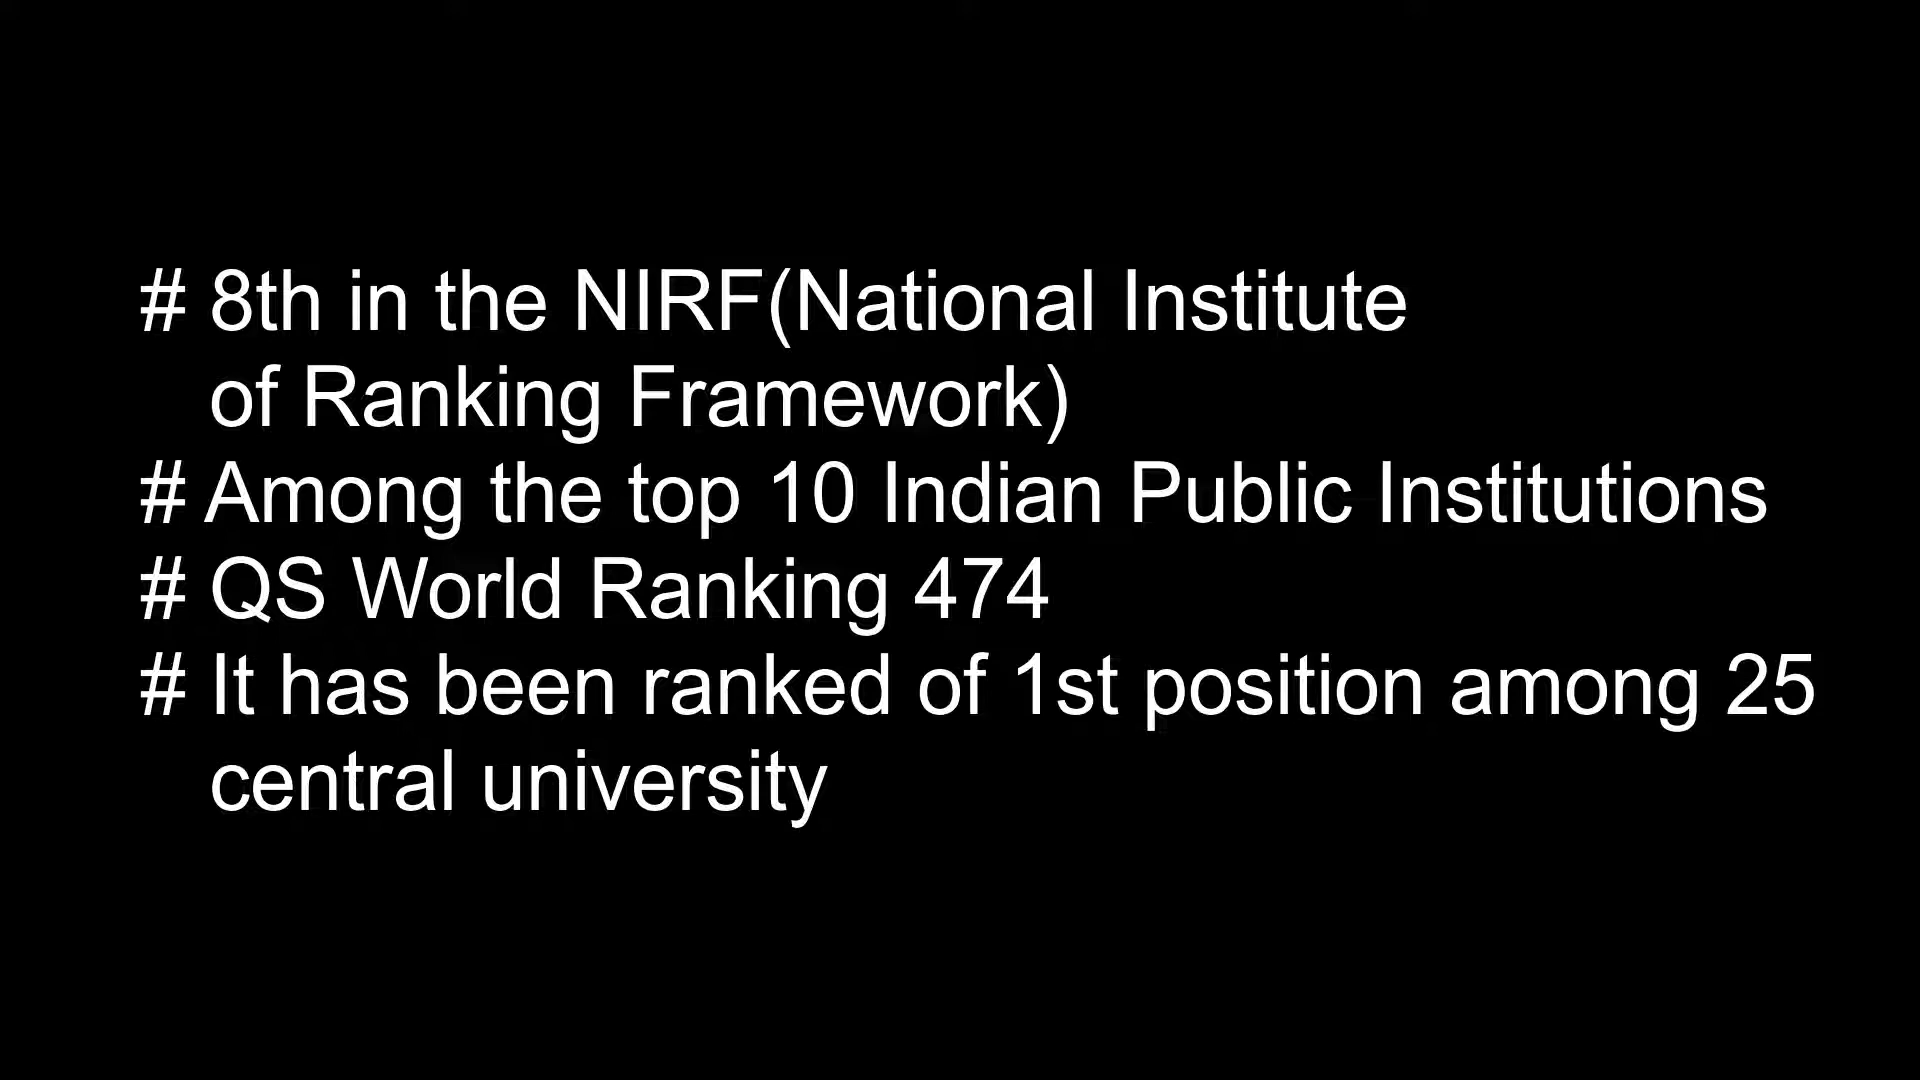 # 8th in the NIRF(National Institute
of Ranking Framework)
# Among the top 10 Indian Public Institutions
# QS World Ranking 474
# It has been ranked of 1st position among 25
central university